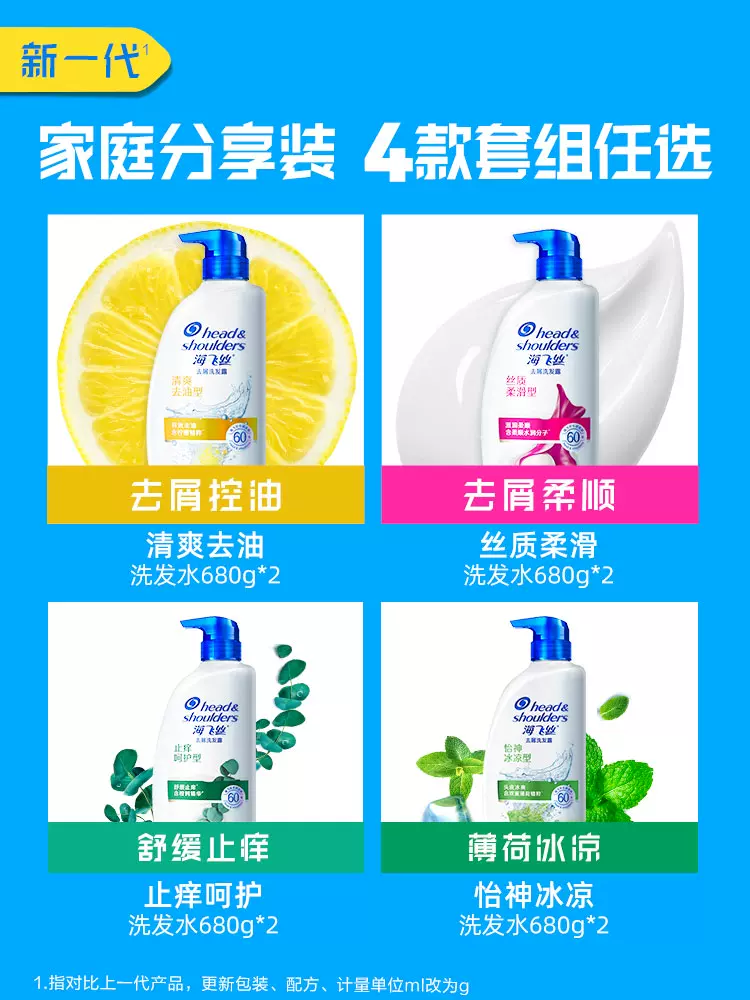 新一代¹
家庭分享装 4款套组任选
head&
shoulders
海飞丝
去屑洗发露
清爽
去油型
60
去屑控油
清爽去油
洗发水680g*2
head&
shoulders
海飞丝
去屑洗发露
丝质
柔滑型
60
去屑柔顺
丝质柔滑
洗发水680g*2
head&
shoulders
海飞丝
去屑洗发露
止痒
呵护型
舒缓止痒
60
舒缓止痒
止痒呵护
洗发水680g*2
head&
shoulders
海飞丝
去屑洗发露
怡神
冰凉型
60
薄荷冰凉
怡神冰凉
洗发水680g*2
1.指对比上一代产品，更新包装、配方、计量单位ml改为g